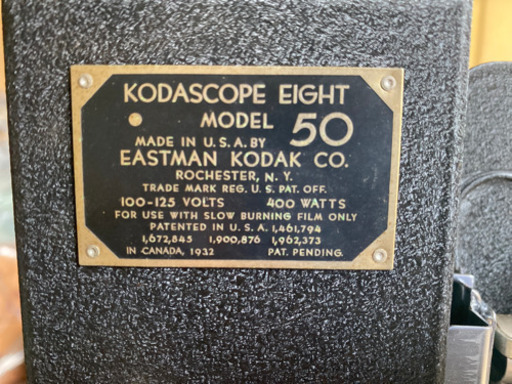 KODASCOPE EIGHT
MODEL 50
MADE IN U.S.A. BY
EASTMAN KODAK CO.
ROCHESTER, N. Y.
TRADE MARK REG. U.S. PAT. OFF.
100-125 VOLTS 400 WATTS
FOR USE WITH SLOW BURNING FILM ONLY
PATENTED IN U.S.A. 1,461,794
1,672,845 1,900,876 1,962,373
IN CANADA, 1932 PAT. PENDING.